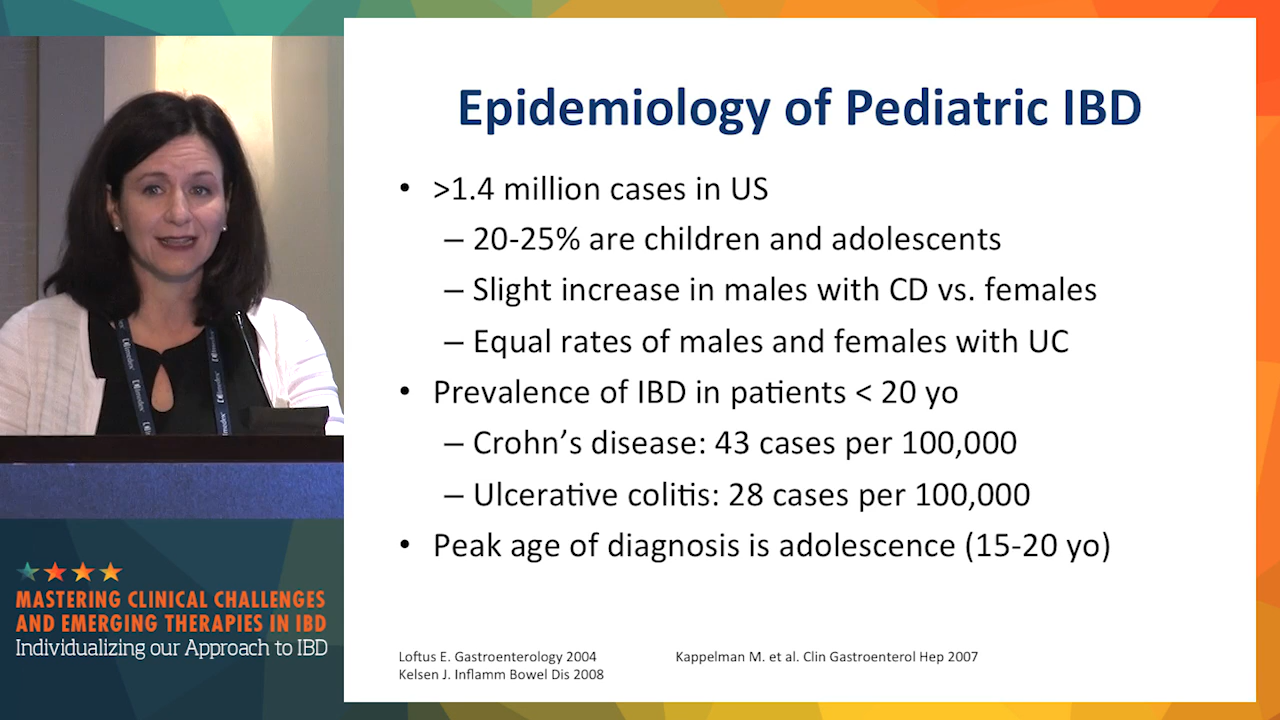 Epidemiology of Pediatric IBD
• >1.4 million cases in US
– 20-25% are children and adolescents
– Slight increase in males with CD vs. females
– Equal rates of males and females with UC
• Prevalence of IBD in patients < 20 yo
– Crohn’s disease: 43 cases per 100,000
– Ulcerative colitis: 28 cases per 100,000
• Peak age of diagnosis is adolescence (15-20 yo)
Loftus E. Gastroenterology 2004
Kelsen J. Inflamm Bowel Dis 2008
Kappelman M. et al. Clin Gastroenterol Hep 2007
MASTERING CLINICAL CHALLENGES
AND EMERGING THERAPIES IN IBD
Individualizing our Approach to IBD